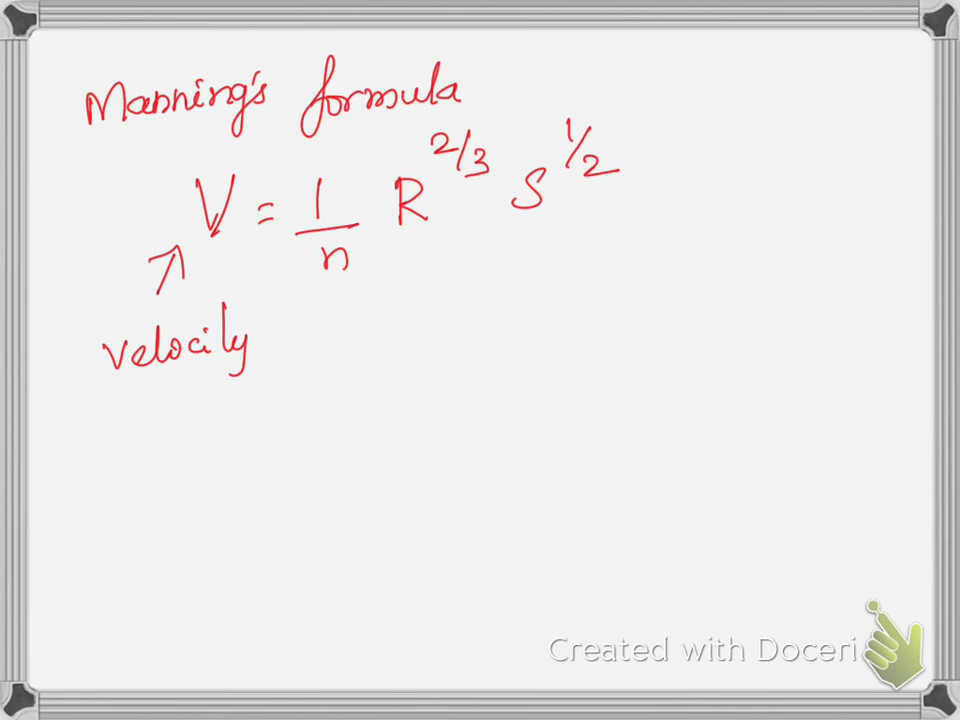 Manning's formula
V = 1/n R^2/3 S^1/2
velocity
Created with Doceri